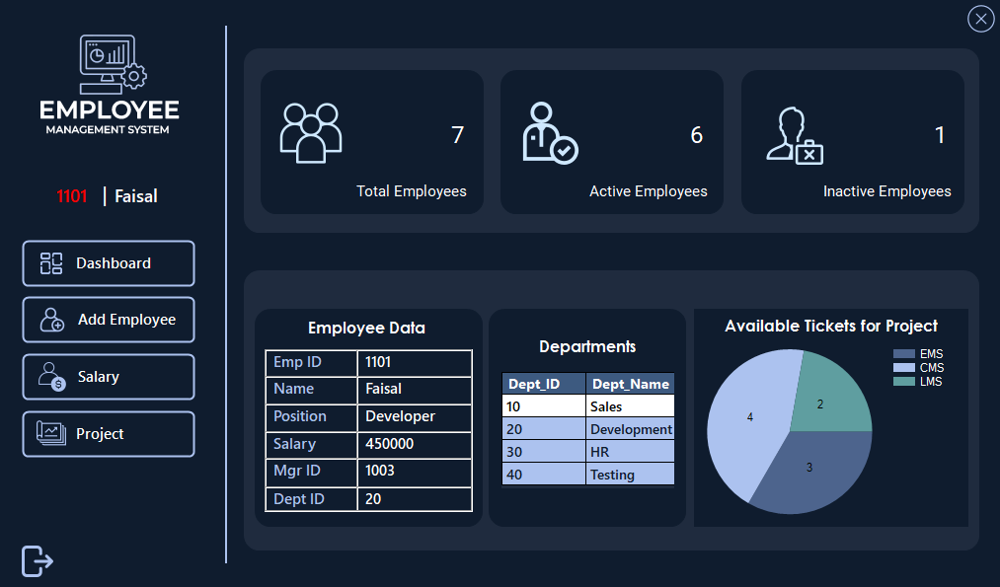 EMPLOYEE
MANAGEMENT SYSTEM
1101 | Faisal
Dashboard
Add Employee
Salary
Project
7
Total Employees
6
Active Employees
1
Inactive Employees
Employee Data
Emp ID 1101
Name Faisal
Position Developer
Salary 450000
Mgr ID 1003
Dept ID 20
Departments
Dept_ID Dept_Name
10 Sales
20 Development
30 HR
40 Testing
Available Tickets for Project
EMS
CMS
LMS
4
2
3